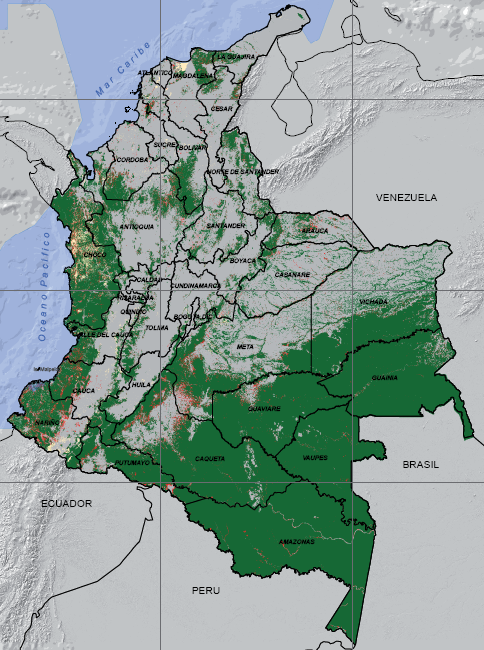 Mar Caribe
LA GUAJIRA
ATLANTICO
MAGDALENA
CESAR
SUCRE
BOLIVAR
CORDOBA
NORTE DE SANTANDER
VENEZUELA
ANTIOQUIA
SANTANDER
ARAUCA
Oceano Pacifico
CHOCO
BOYACA
CASANARE
CALDAS
CUNDINAMARCA
RISARALDA
VICHADA
QUINDIO
BOGOTA D.C.
TOLIMA
VALLE DEL CAUCA
META
GUAINIA
HUILA
CAUCA
GUAVIARE
NARIÑO
CAQUETA
VAUPES
PUTUMAYO
BRASIL
ECUADOR
AMAZONAS
PERU